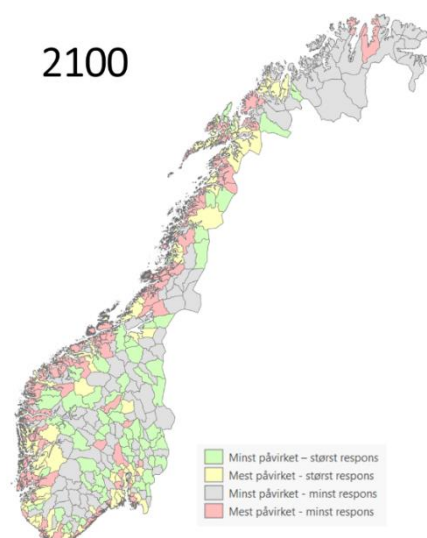 2100
Minst påvirket – størst respons
Mest påvirket - størst respons
Minst påvirket - minst respons
Mest påvirket - minst respons